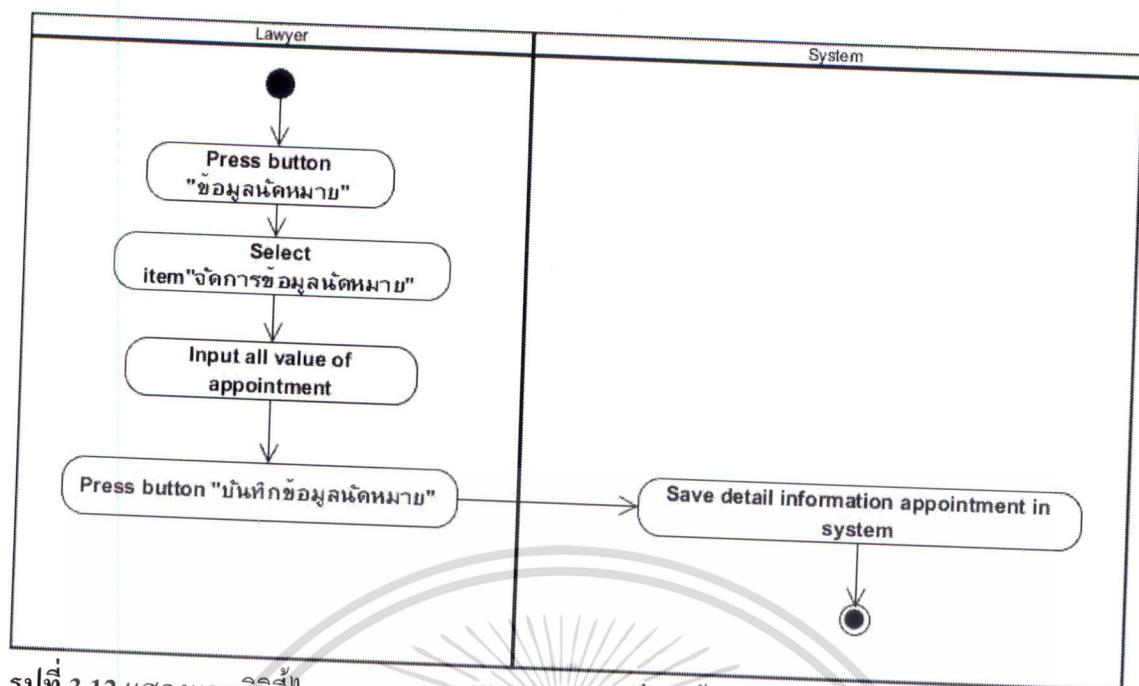 Lawyer
System
Press button
"ข้อมูลนัดหมาย"
Select
item"จัดการข้อมูลนัดหมาย"
Input all value of
appointment
Press button "บันทึกข้อมูลนัดหมาย"
Save detail information appointment in
system
รูปที่ 3.12